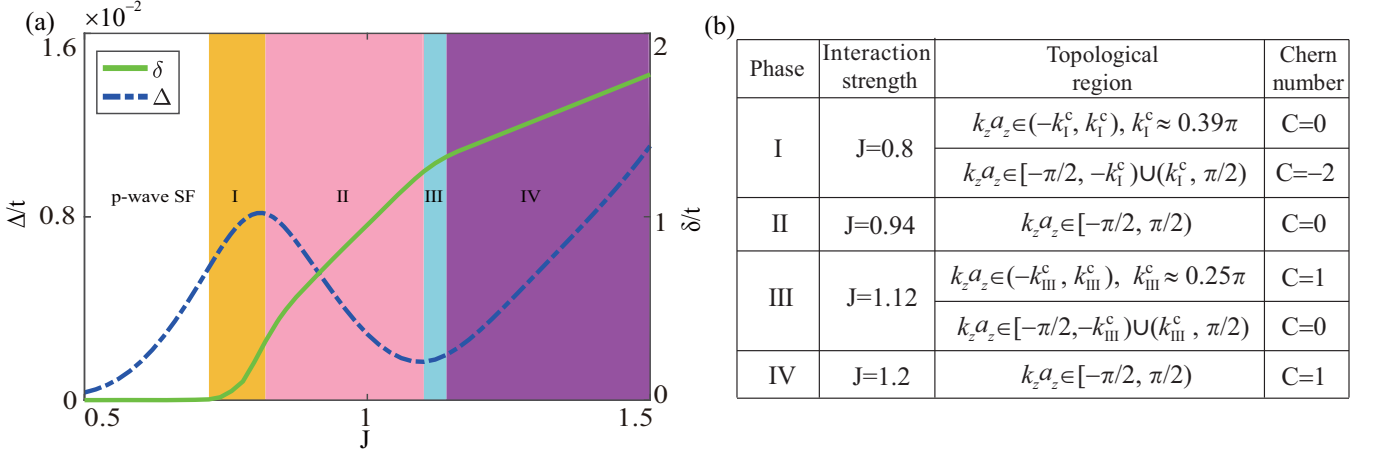 (a)
×10⁻²
1.6
0.8
0
Δ/t
δ
Δ
p-wave SF
I
II
III
IV
2
1
0
δ/t
0.5
1
1.5
J
(b)
Phase
Interaction
strength
Topological
region
Chern
number
I
J=0.8
k_z a_z∈(−k_I^c, k_I^c), k_I^c≈0.39π
C=0
k_z a_z∈[−π/2, −k_I^c)∪(k_I^c, π/2)
C=−2
II
J=0.94
k_z a_z∈[−π/2, π/2)
C=0
III
J=1.12
k_z a_z∈(−k_III^c, k_III^c), k_III^c≈0.25π
C=1
k_z a_z∈[−π/2,−k_III^c)∪(k_III^c, π/2)
C=0
IV
J=1.2
k_z a_z∈[−π/2, π/2)
C=1